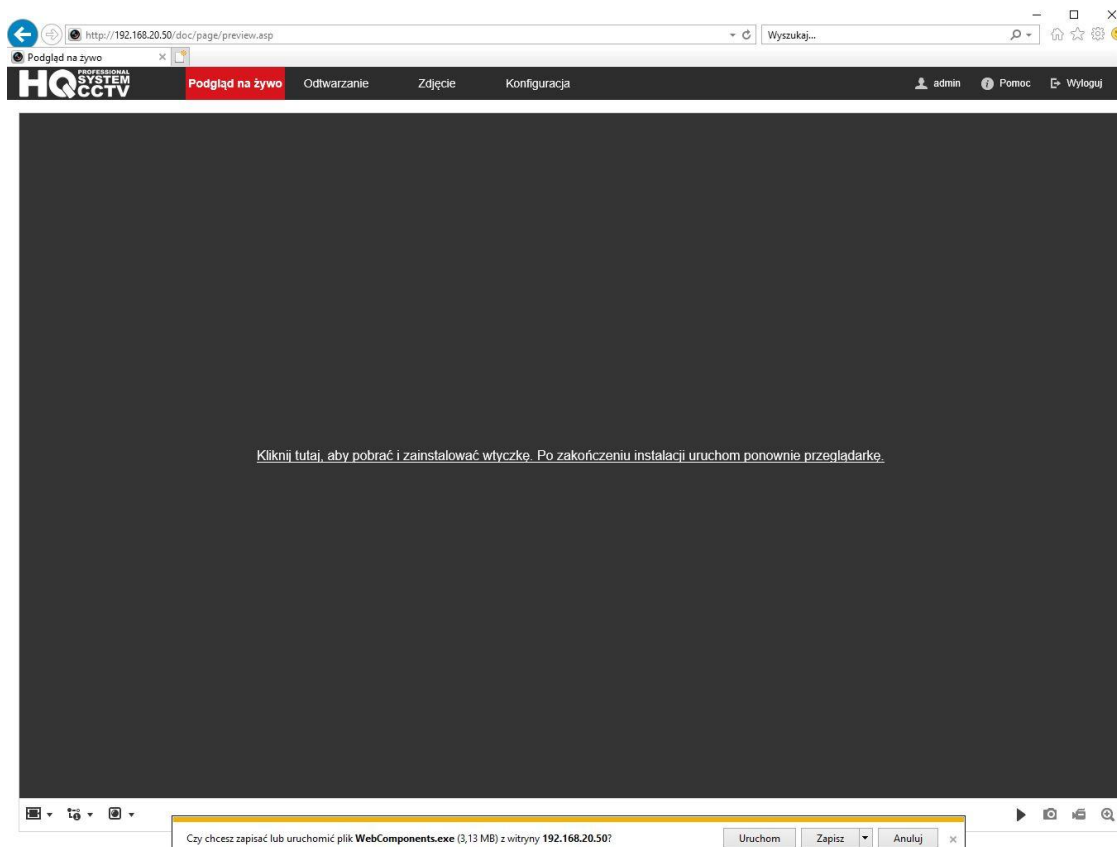 http://192.168.20.50/doc/page/preview.asp
Wyszukaj...
Podgląd na żywo
HQ PROFESSIONAL SYSTEM CCTV
Podgląd na żywo Odtwarzanie Zdjęcie Konfiguracja admin Pomoc Wyloguj
Kliknij tutaj, aby pobrać i zainstalować wtyczkę. Po zakończeniu instalacji uruchom ponownie przeglądarkę.
Czy chcesz zapisać lub uruchomić plik WebComponents.exe (3,13 MB) z witryny 192.168.20.50? Uruchom Zapisz Anuluj